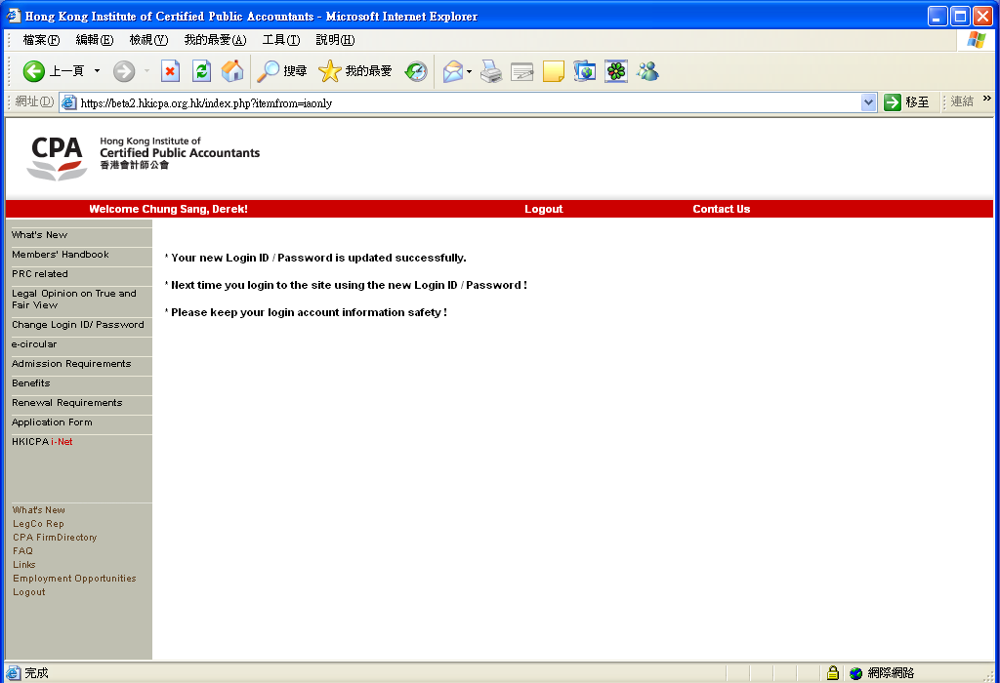 Hong Kong Institute of Certified Public Accountants - Microsoft Internet Explorer
檔案(F) 編輯(E) 檢視(V) 我的最愛(A) 工具(T) 說明(H)
上一頁 搜尋 我的最愛
網址(D) https://beta2.hkicpa.org.hk/index.php?itemfrom=iaonly 移至 連結 »
CPA
Hong Kong Institute of
Certified Public Accountants
香港會計師公會
Welcome Chung Sang, Derek! Logout Contact Us
What's New
Members' Handbook
PRC related
Legal Opinion on True and
Fair View
Change Login ID/ Password
e-circular
Admission Requirements
Benefits
Renewal Requirements
Application Form
HKICPA i-Net
* Your new Login ID / Password is updated successfully.
* Next time you login to the site using the new Login ID / Password !
* Please keep your login account information safety !
What's New
LegCo Rep
CPA FirmDirectory
FAQ
Links
Employment Opportunities
Logout
完成 網際網路